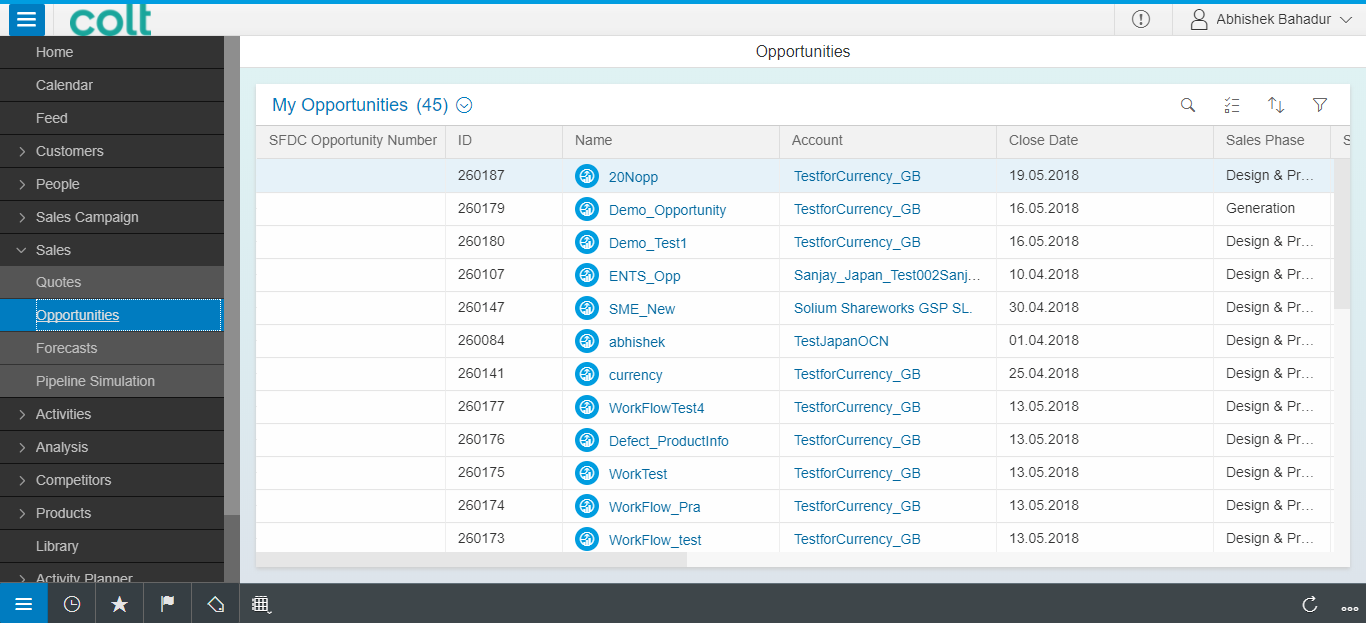 colt
Abhishek Bahadur
Home
Calendar
Feed
Customers
People
Sales Campaign
Sales
Quotes
Opportunities
Forecasts
Pipeline Simulation
Activities
Analysis
Competitors
Products
Library
Activity Planner
Opportunities
My Opportunities (45)
SFDC Opportunity Number ID Name Account Close Date Sales Phase S
260187 20Nopp TestforCurrency_GB 19.05.2018 Design & Pr...
260179 Demo_Opportunity TestforCurrency_GB 16.05.2018 Generation
260180 Demo_Test1 TestforCurrency_GB 16.05.2018 Design & Pr...
260107 ENTS_Opp Sanjay_Japan_Test002Sanj... 10.04.2018 Design & Pr...
260147 SME_New Solium Shareworks GSP SL. 30.04.2018 Design & Pr...
260084 abhishek TestJapanOCN 01.04.2018 Design & Pr...
260141 currency TestforCurrency_GB 25.04.2018 Design & Pr...
260177 WorkFlowTest4 TestforCurrency_GB 13.05.2018 Design & Pr...
260176 Defect_ProductInfo TestforCurrency_GB 13.05.2018 Design & Pr...
260175 WorkTest TestforCurrency_GB 13.05.2018 Design & Pr...
260174 WorkFlow_Pra TestforCurrency_GB 13.05.2018 Design & Pr...
260173 WorkFlow_test TestforCurrency_GB 13.05.2018 Design & Pr...